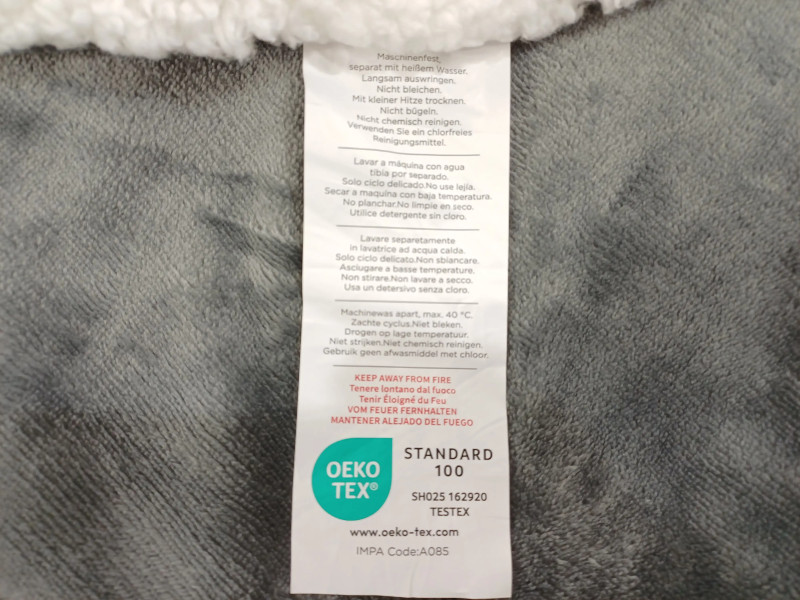 Maschinenfest,
separat mit heißem Wasser.
Langsam auswringen.
Nicht bleichen.
Mit kleiner Hitze trocknen.
Nicht bügeln.
Nicht chemisch reinigen.
Verwenden Sie ein chlorfreies
Reinigungsmittel.
Lavar a máquina con agua
tibia por separado.
Solo ciclo delicado.No use lejía.
Secar a maquina con baja temperatura.
No planchar.No limpie en seco.
Utilice detergente sin cloro.
Lavare separetamente
in lavatrice ad acqua calda.
Solo ciclo delicato.Non sbiancare.
Asciugare a basse temperature.
Non stirare.Non lavare a secco.
Usa un detersivo senza cloro.
Machinewas apart, max. 40 °C.
Zachte cyclus.Niet bleken.
Drogen op lage temperatuur.
Niet strijken.Niet chemisch reinigen.
Gebruik geen afwasmiddel met chloor.
KEEP AWAY FROM FIRE
Tenere lontano dal fuoco
Tenir Éloigné du Feu
VOM FEUER FERNHALTEN
MANTENER ALEJADO DEL FUEGO
OEKO
TEX®
STANDARD
100
SH025 162920
TESTEX
www.oeko-tex.com
IMPA Code:A085